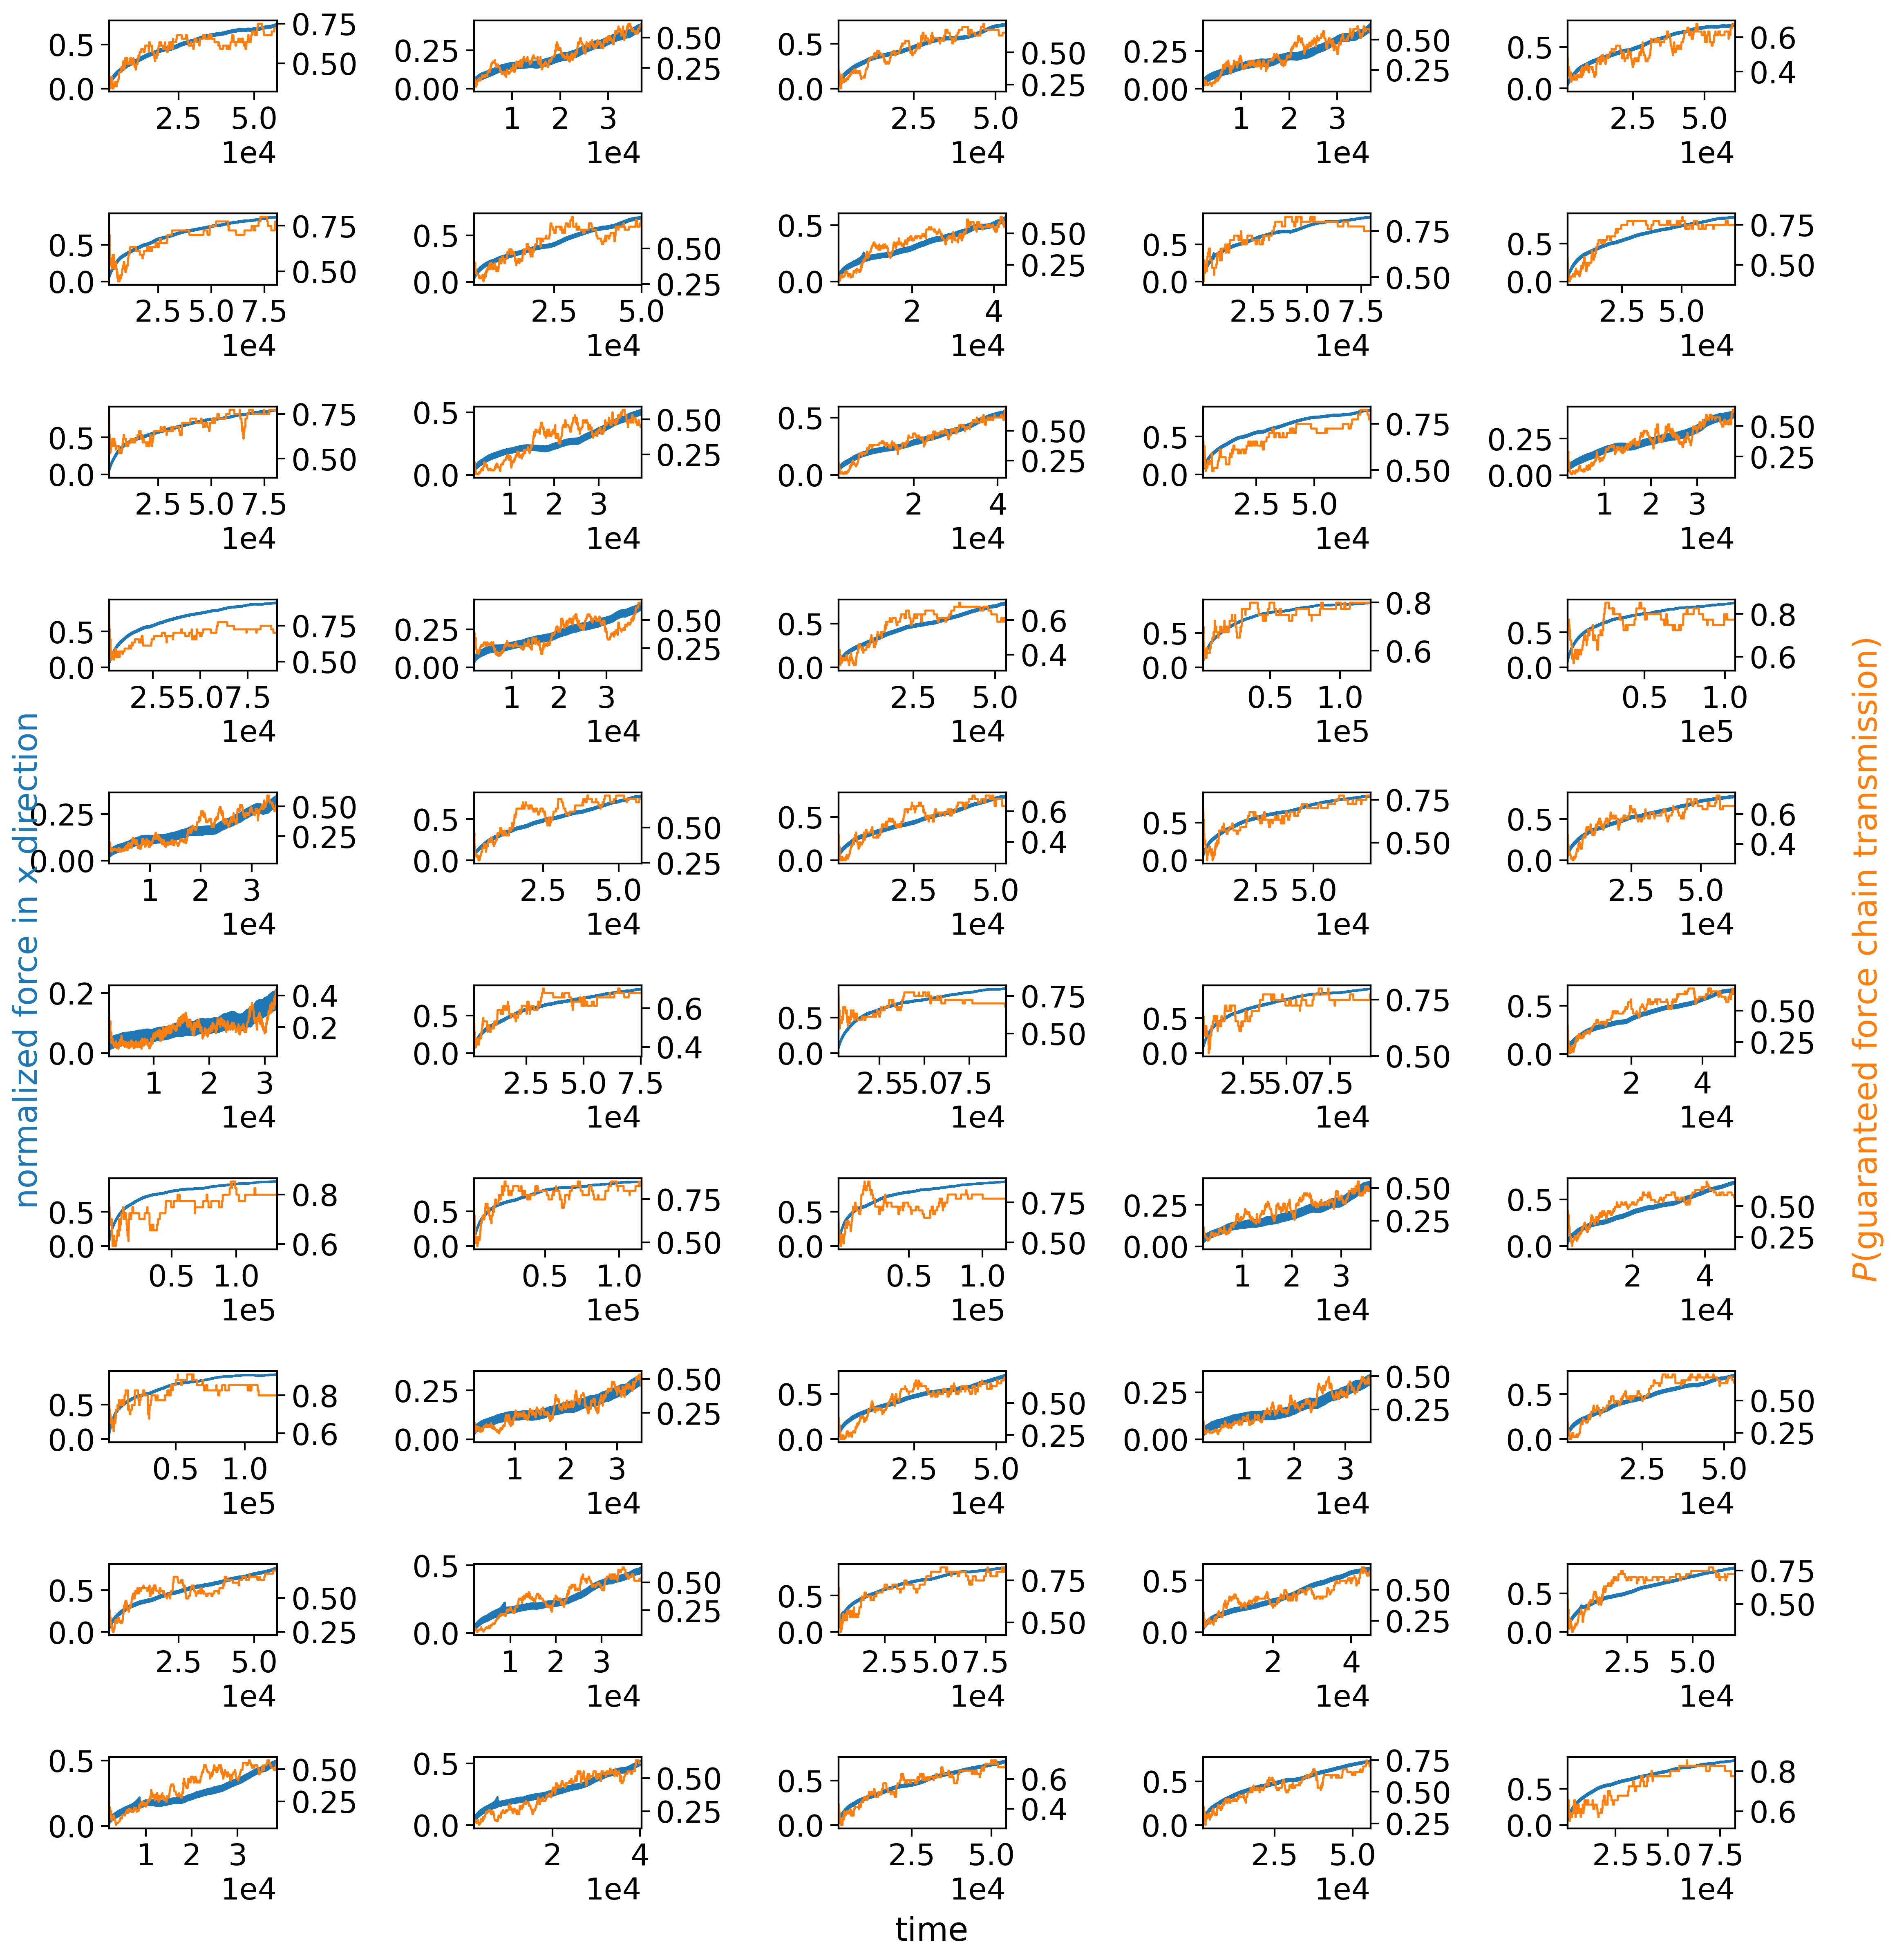 0.5 0.0 0.75 0.50 2.5 5.0 1e4
0.25 0.00 0.50 0.25 1 2 3 1e4
0.5 0.0 0.50 0.25 2.5 5.0 1e4
0.25 0.00 0.50 0.25 1 2 3 1e4
0.5 0.0 0.6 0.4 2.5 5.0 1e4
0.5 0.0 0.75 0.50 2.5 5.0 7.5 1e4
0.5 0.0 0.50 0.25 2.5 5.0 1e4
0.5 0.0 0.50 0.25 2 4 1e4
0.5 0.0 0.75 0.50 2.5 5.0 7.5 1e4
0.5 0.0 0.75 0.50 2.5 5.0 1e4
0.5 0.0 0.75 0.50 2.5 5.0 7.5 1e4
0.5 0.0 0.50 0.25 1 2 3 1e4
0.5 0.0 0.50 0.25 2 4 1e4
0.5 0.0 0.75 0.50 2.5 5.0 1e4
0.25 0.00 0.50 0.25 1 2 3 1e4
0.5 0.0 0.75 0.50 2.5 5.0 7.5 1e4
0.25 0.00 0.50 0.25 1 2 3 1e4
0.5 0.0 0.6 0.4 2.5 5.0 1e4
0.5 0.0 0.8 0.6 0.5 1.0 1e5
0.5 0.0 0.8 0.6 0.5 1.0 1e5
0.25 0.00 0.50 0.25 1 2 3 1e4
0.5 0.0 0.50 0.25 2.5 5.0 1e4
0.5 0.0 0.6 0.4 2.5 5.0 1e4
0.5 0.0 0.75 0.50 2.5 5.0 1e4
0.5 0.0 0.6 0.4 2.5 5.0 1e4
normalized force in x direction
P(guaranteed force chain transmission)
0.2 0.0 0.4 0.2 1 2 3 1e4
0.5 0.0 0.6 0.4 2.5 5.0 7.5 1e4
0.5 0.0 0.75 0.50 2.5 5.0 7.5 1e4
0.5 0.0 0.75 0.50 2.5 5.0 7.5 1e4
0.5 0.0 0.50 0.25 2 4 1e4
0.5 0.0 0.8 0.6 0.5 1.0 1e5
0.5 0.0 0.75 0.50 0.5 1.0 1e5
0.5 0.0 0.75 0.50 0.5 1.0 1e5
0.25 0.00 0.50 0.25 1 2 3 1e4
0.5 0.0 0.50 0.25 2 4 1e4
0.5 0.0 0.8 0.6 0.5 1.0 1e5
0.25 0.00 0.50 0.25 1 2 3 1e4
0.5 0.0 0.50 0.25 2.5 5.0 1e4
0.25 0.00 0.50 0.25 1 2 3 1e4
0.5 0.0 0.50 0.25 2.5 5.0 1e4
0.5 0.0 0.50 0.25 2.5 5.0 1e4
0.5 0.0 0.50 0.25 1 2 3 1e4
0.5 0.0 0.75 0.50 2.5 5.0 7.5 1e4
0.5 0.0 0.50 0.25 2 4 1e4
0.5 0.0 0.75 0.50 2.5 5.0 1e4
0.5 0.0 0.50 0.25 1 2 3 1e4
0.5 0.0 0.50 0.25 2 4 1e4
0.5 0.0 0.6 0.4 2.5 5.0 1e4
0.5 0.0 0.75 0.50 0.25 2.5 5.0 1e4
0.5 0.0 0.8 0.6 2.5 5.0 7.5 1e4
time